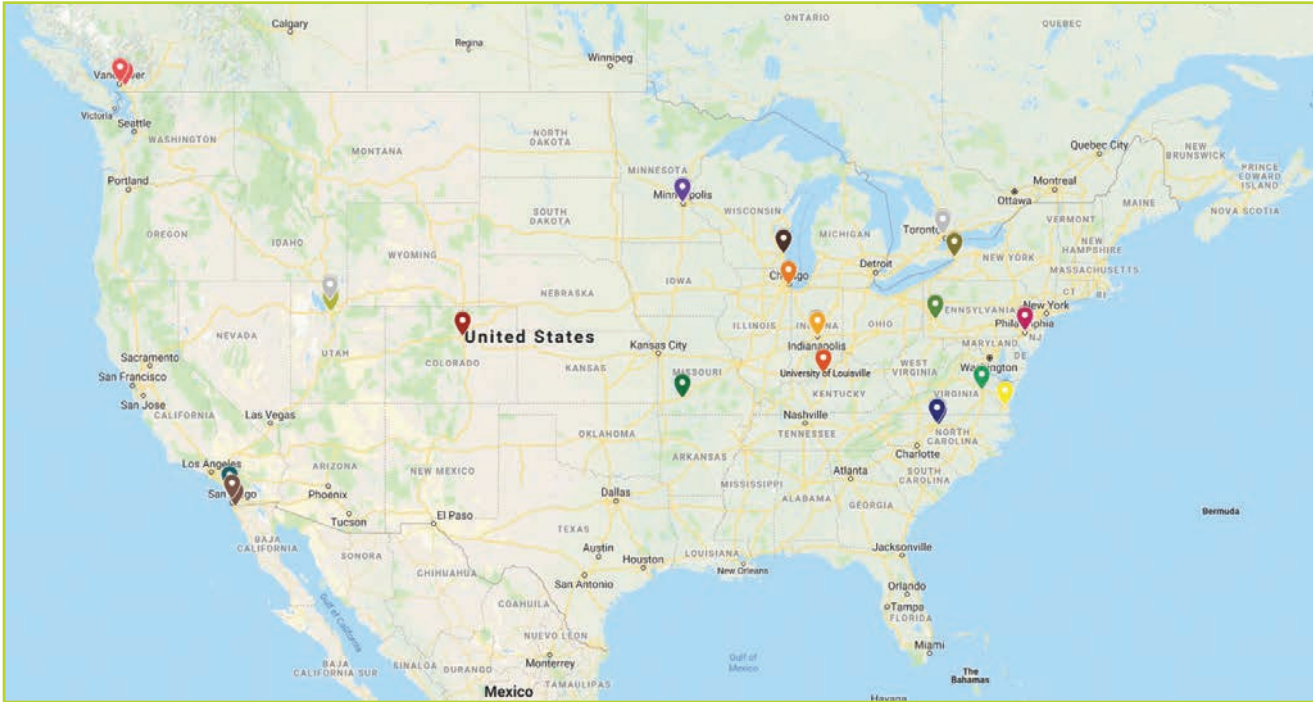 Calgary
ONTARIO
QUEBEC
Regina
Winnipeg
Vancouver
Victoria
Seattle
WASHINGTON
NORTH
DAKOTA
MONTANA
MINNESOTA
Quebec City
NEW
BRUNSWICK
PRINCE
EDWARD
ISLAND
Portland
Minneapolis
Montreal
Ottawa
MAINE
NOVA SCOTIA
OREGON
IDAHO
WYOMING
SOUTH
DAKOTA
WISCONSIN
MICHIGAN
Toronto
VERMONT
NEW
HAMPSHIRE
NEW YORK
MASSACHUSETTS
CT
RI
Detroit
Chicago
IOWA
NEBRASKA
NEVADA
UTAH
COLORADO
United States
ILLINOIS
INDIANA
OHIO
PENNSYLVANIA
New York
Philadelphia
NJ
Indianapolis
MARYLAND
DE
Kansas City
Sacramento
San Francisco
San Jose
CALIFORNIA
Las Vegas
KANSAS
MISSOURI
University of Louisville
WEST
VIRGINIA
Washington
KENTUCKY
VIRGINIA
Nashville
TENNESSEE
NORTH
CAROLINA
Charlotte
OKLAHOMA
ARKANSAS
Los Angeles
ARIZONA
NEW MEXICO
San Diego
Phoenix
Tucson
El Paso
Dallas
MISSISSIPPI
ALABAMA
Atlanta
SOUTH
CAROLINA
GEORGIA
Bermuda
BAJA
CALIFORNIA
SONORA
CHIHUAHUA
TEXAS
Austin
Houston
San Antonio
LOUISIANA
New Orleans
Jacksonville
Orlando
Tampa
FLORIDA
Miami
Gulf of California
COAHUILA
NUEVO LEON
Monterrey
BAJA
CALIFORNIA SUR
SINALOA
DURANGO
Mexico
TAMAULIPAS
Gulf of
Mexico
The
Bahamas
Havana